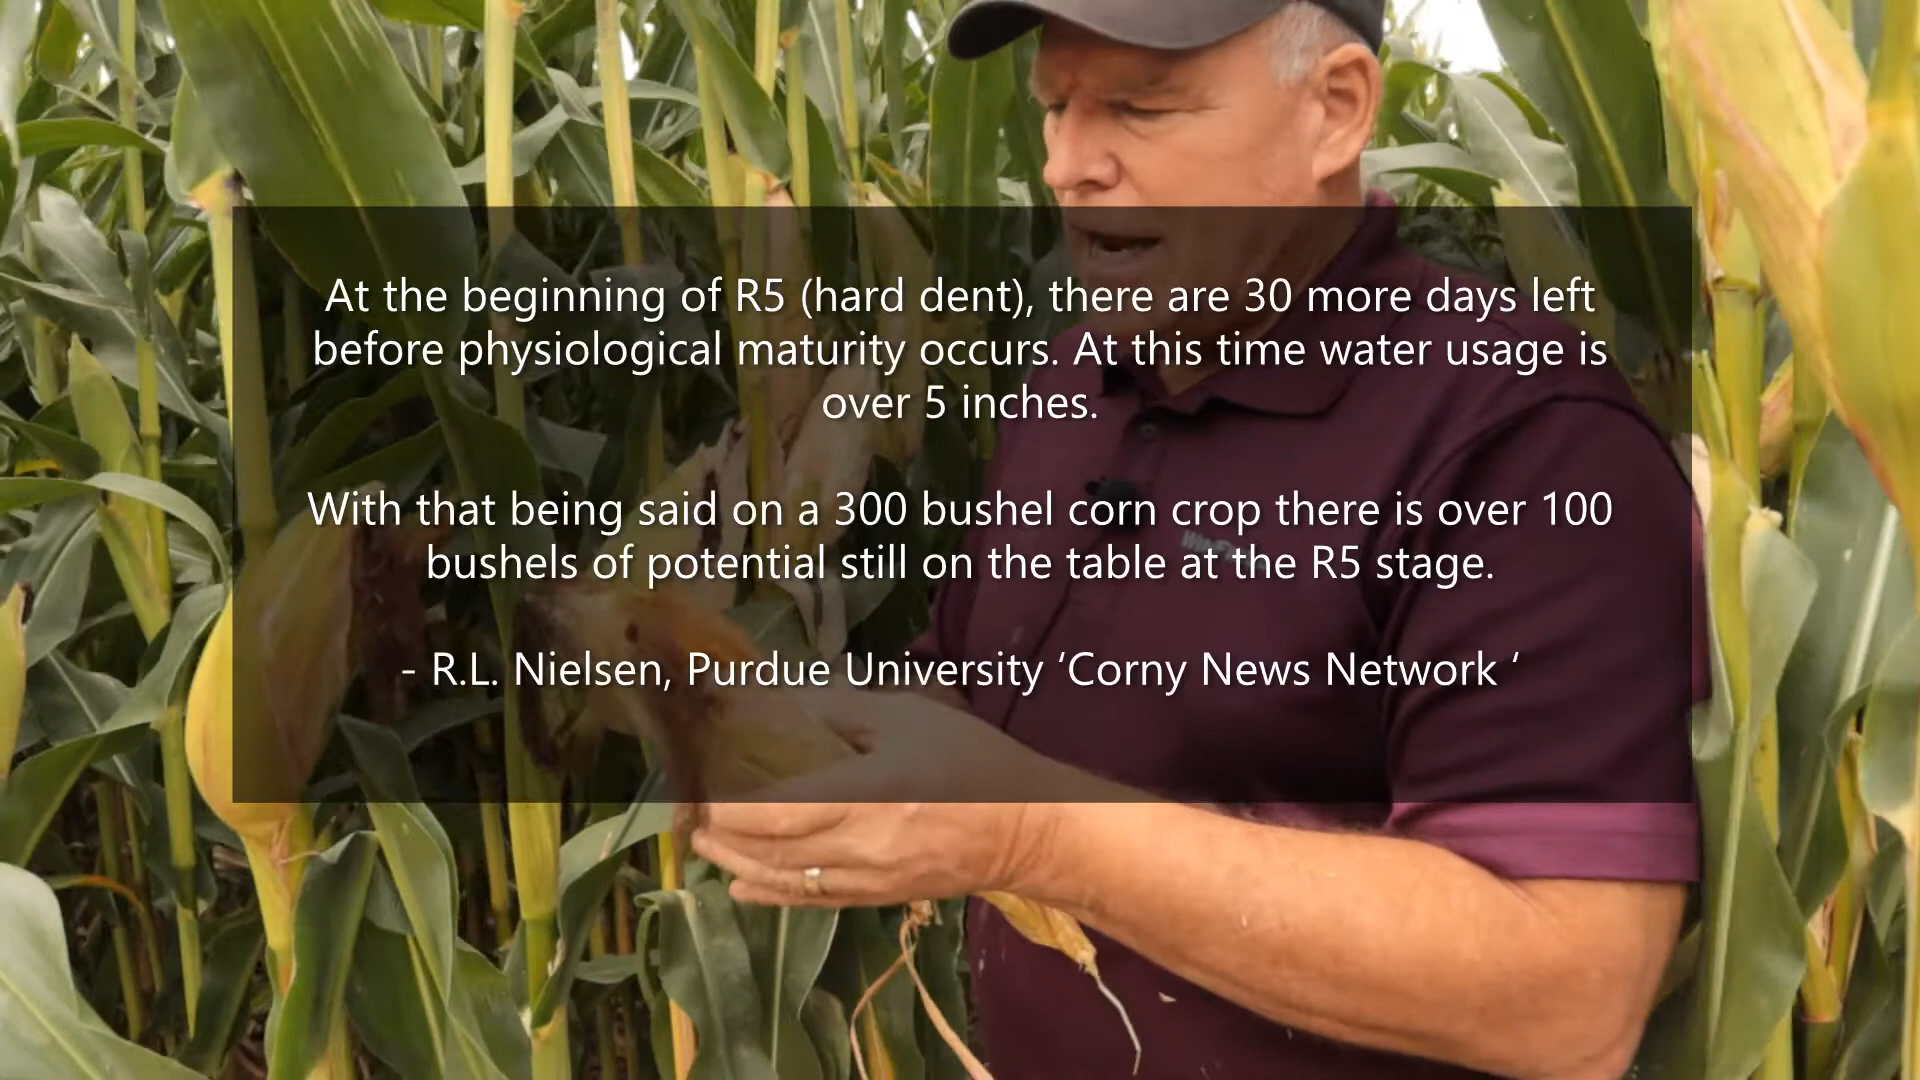 At the beginning of R5 (hard dent), there are 30 more days left
before physiological maturity occurs. At this time water usage is
over 5 inches.
With that being said on a 300 bushel corn crop there is over 100
bushels of potential still on the table at the R5 stage.
- R.L. Nielsen, Purdue University ‘Corny News Network ‘